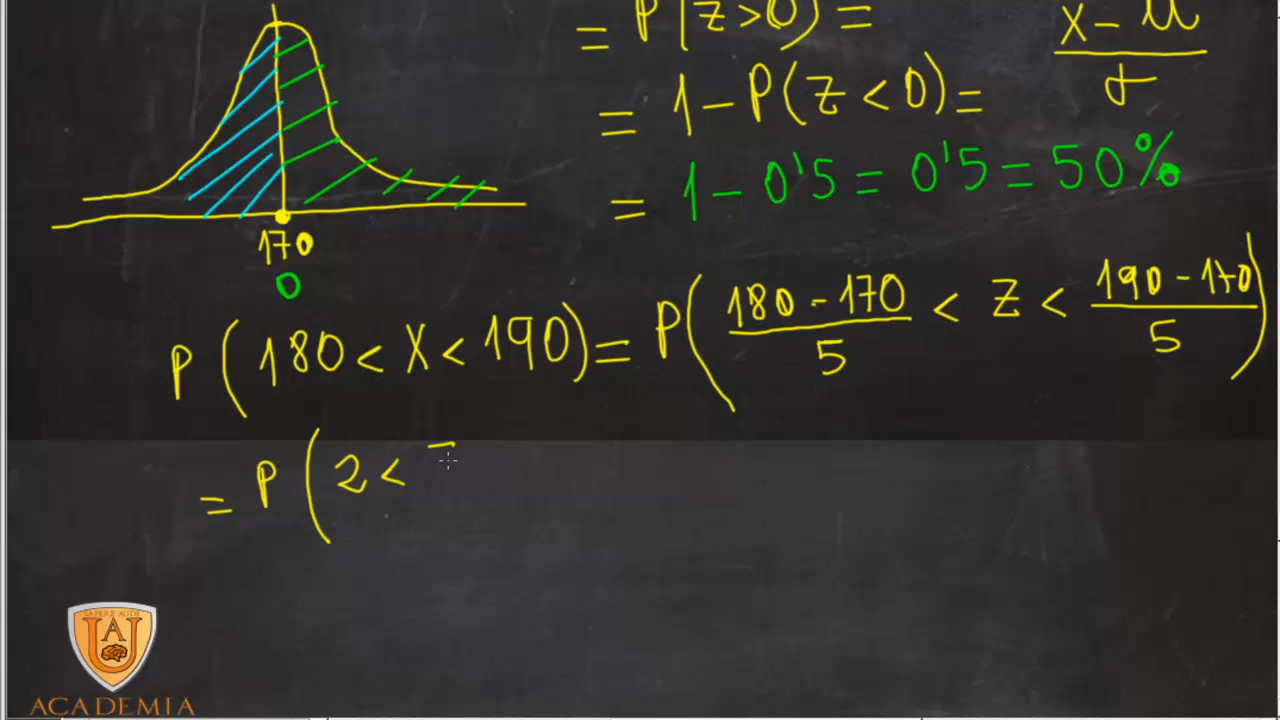 = P(Z>0) =
x - μ
σ
= 1 - P(Z < 0) =
= 1 - 0'5 = 0'5 = 50%
170
0
P (180 < X < 190) = P( 180 - 170 / 5 < Z < 190 - 170 / 5 )
= P ( 2 <
SAPERE AUDE
UA
ACADEMIA